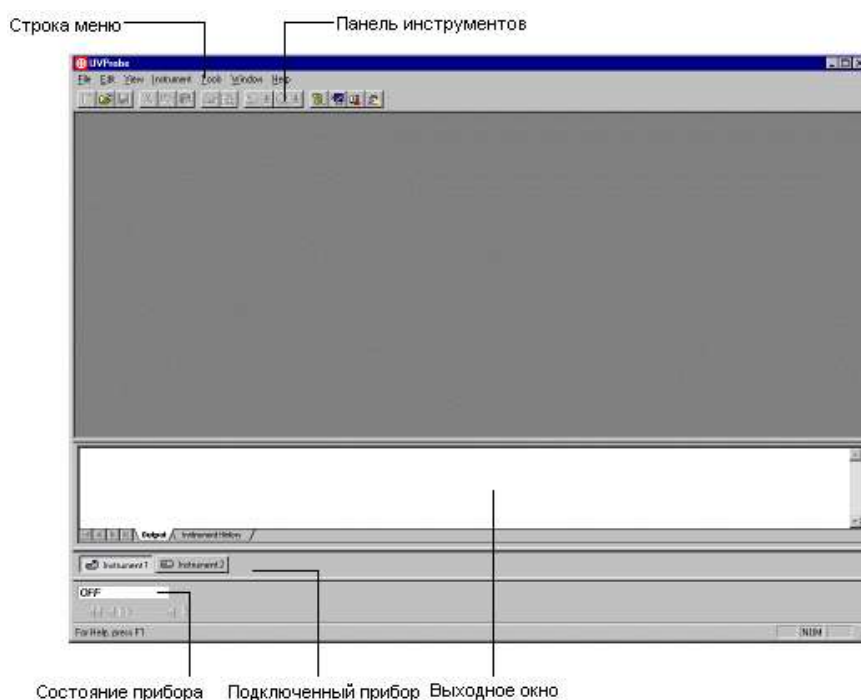 Строка меню
Панель инструментов
UVProbe
File Edit View Instrument Tools Window Help
Output Instrument History
Instrument1 Instrument2
OFF
For Help, press F1
NUM
Состояние прибора Подключенный прибор Выходное окно